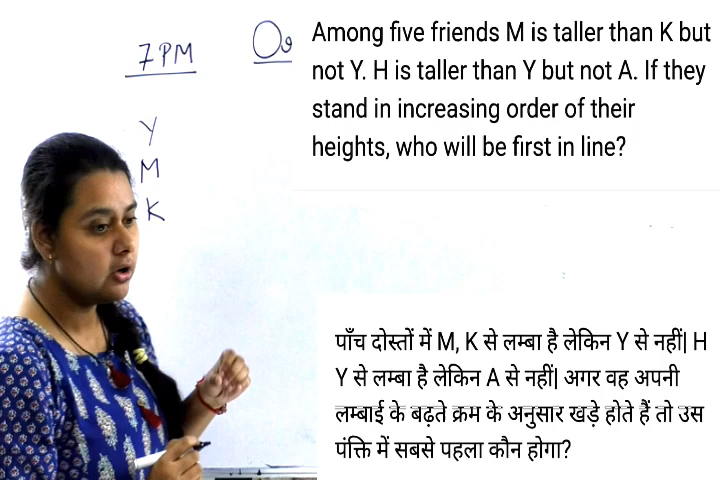 7 PM
Q
Among five friends M is taller than K but
not Y. H is taller than Y but not A. If they
stand in increasing order of their
heights, who will be first in line?
Y
M
K
पाँच दोस्तों में M, K से लम्बा है लेकिन Y से नहीं| H
Y से लम्बा है लेकिन A से नहीं| अगर वह अपनी
लम्बाई के बढ़ते क्रम के अनुसार खड़े होते हैं तो उस
पंक्ति में सबसे पहला कौन होगा?